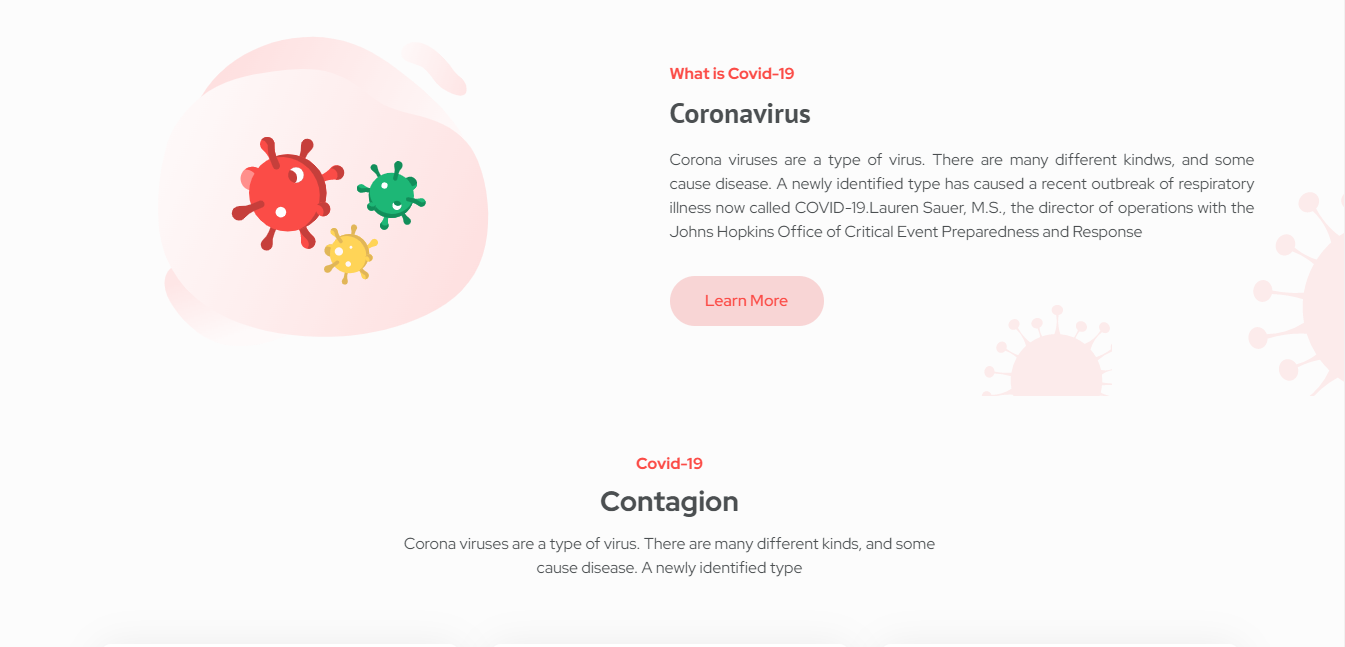 What is Covid-19
Coronavirus
Corona viruses are a type of virus. There are many different kindws, and some
cause disease. A newly identified type has caused a recent outbreak of respiratory
illness now called COVID-19.Lauren Sauer, M.S., the director of operations with the
Johns Hopkins Office of Critical Event Preparedness and Response
Learn More
Covid-19
Contagion
Corona viruses are a type of virus. There are many different kinds, and some
cause disease. A newly identified type